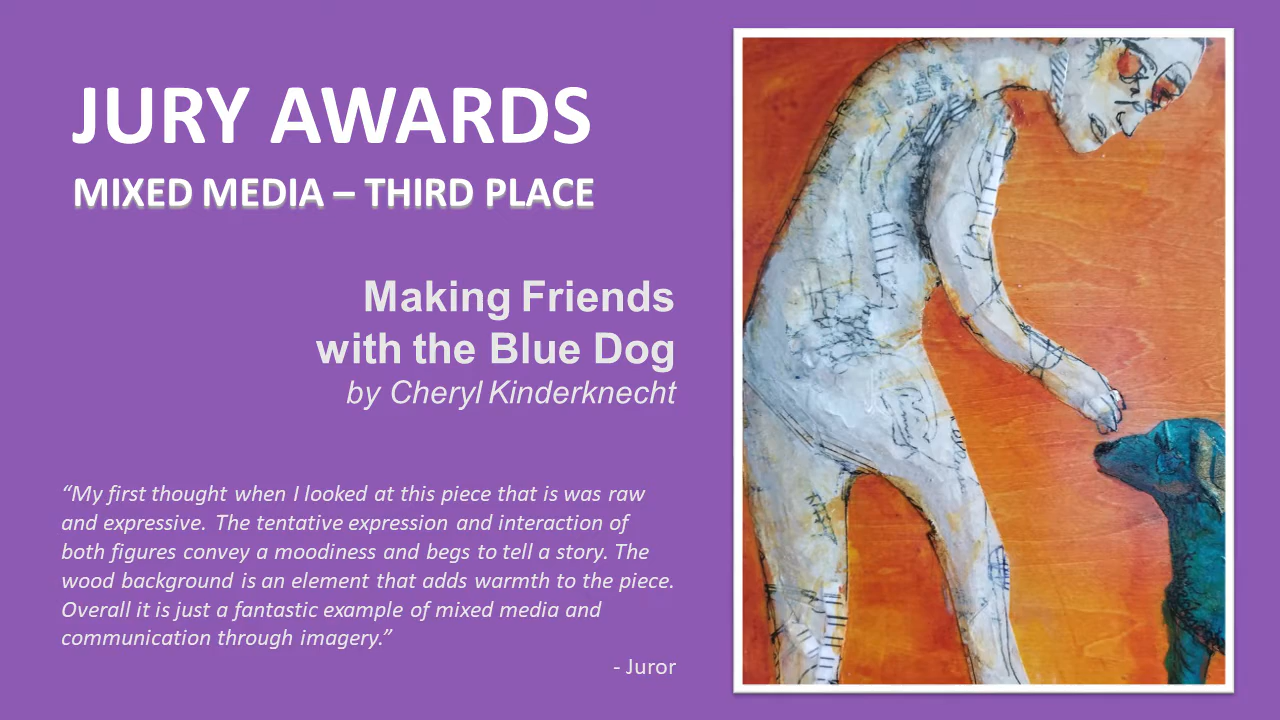 JURY AWARDS
MIXED MEDIA – THIRD PLACE
Making Friends
with the Blue Dog
by Cheryl Kinderknecht
“My first thought when I looked at this piece that is was raw
and expressive. The tentative expression and interaction of
both figures convey a moodiness and begs to tell a story. The
wood background is an element that adds warmth to the piece.
Overall it is just a fantastic example of mixed media and
communication through imagery.”
- Juror